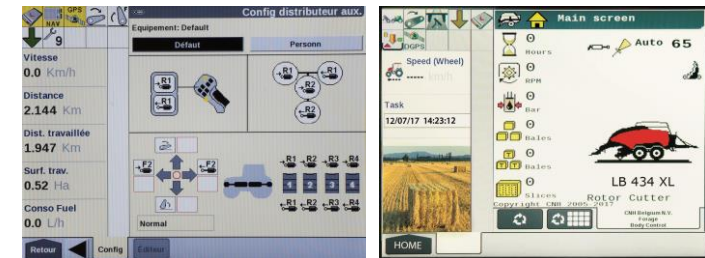 GPS
NAV
9
Config distributeur aux.
Equipement: Default
Défaut
Personn
Vitesse
0.0 Km/h
Distance
2.144 Km
Dist. travaillée
1.947 Km
Surf. trav.
0.52 Ha
Conso Fuel
0.0 L/h
R1
R1
R1
R2
R3
R2
F2
F2
R1 R2 R3 R4
1 2 3 4
R1 R2 R3 R4
Normal
Retour
Config
Editeur
DGPS
Main screen
Speed (Wheel)
-----
Task
12/07/17 14:23:12
0
Hours
Auto 65
0
RPM
0
Bar
0
Bales
0
Bales
0
Slices
LB 434 XL
Rotor Cutter
Copyright CNH 2005-2017
CNH Belgium N.V.
Forage
Body Control
HOME